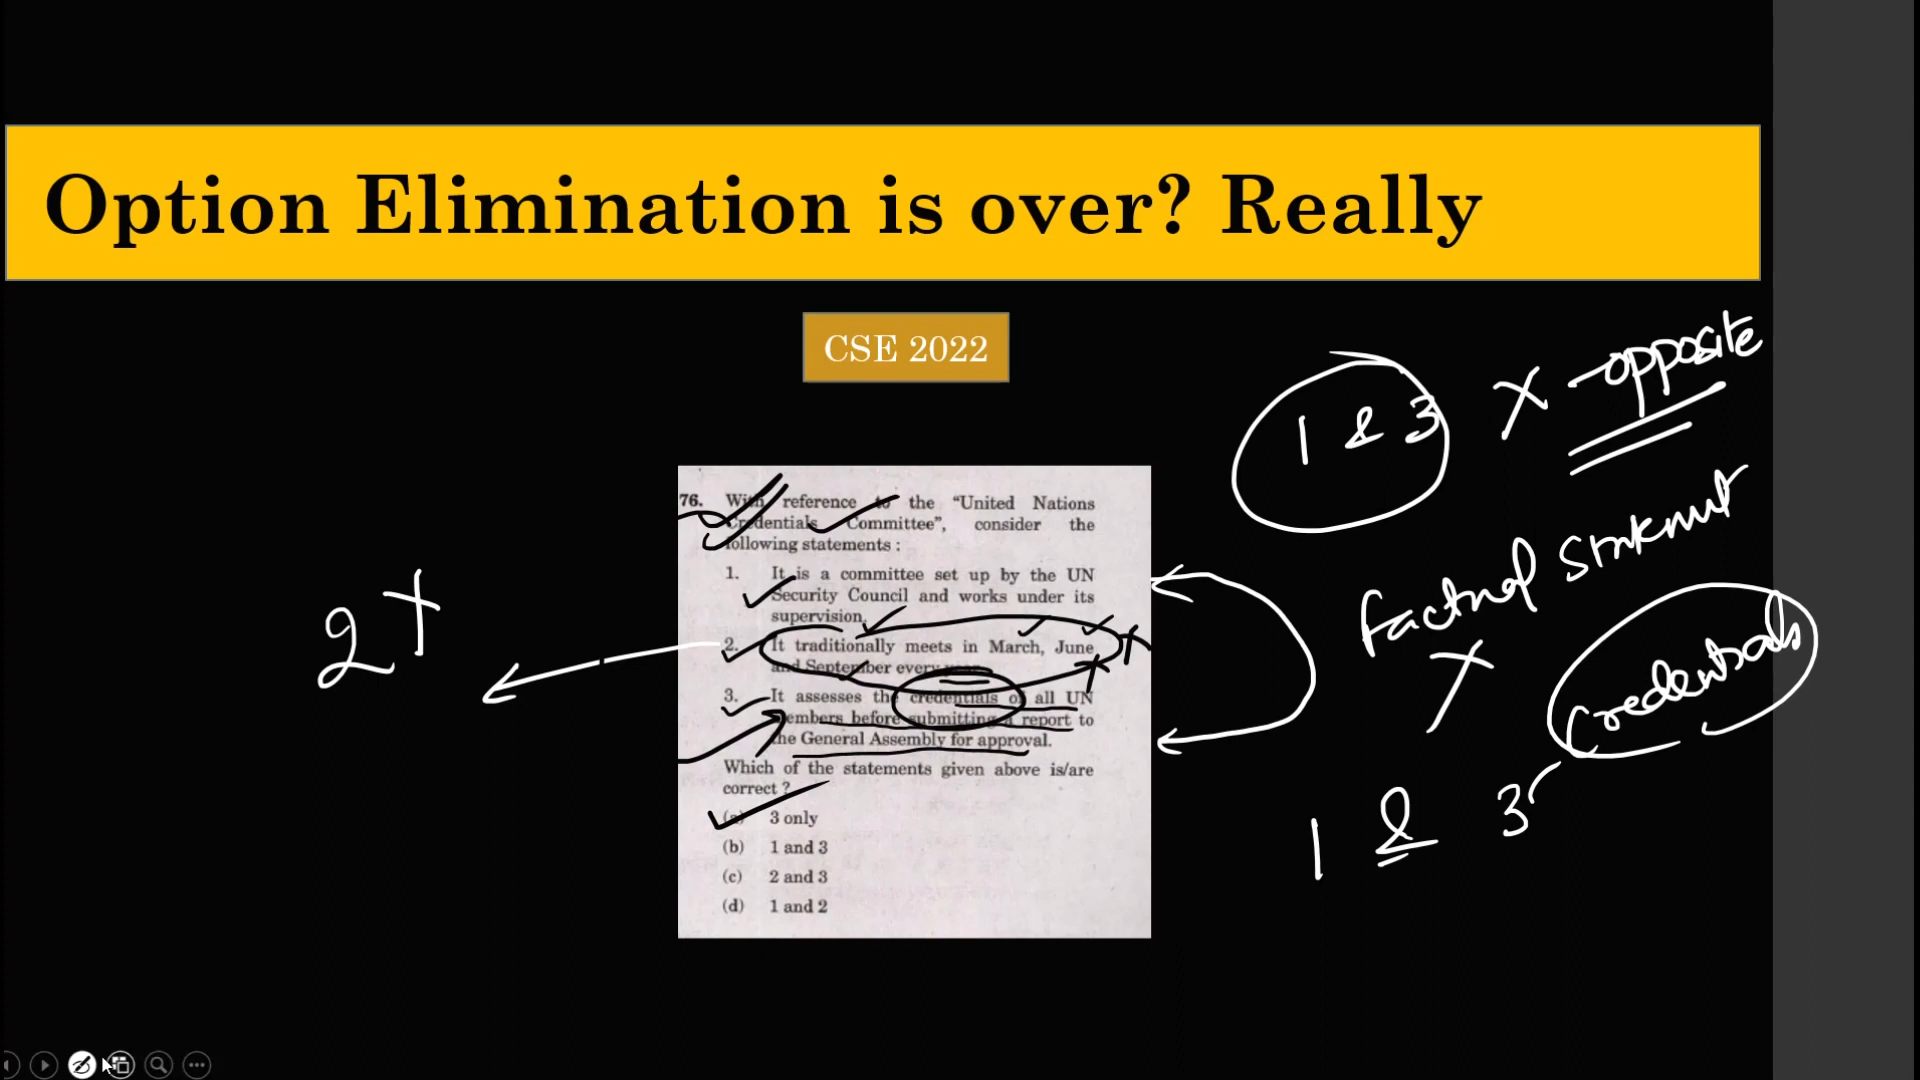 Option Elimination is over? Really
CSE 2022
1 & 3 X - opposite
76. With reference to the “United Nations
Credentials Committee”, consider the
following statements :
1. It is a committee set up by the UN
Security Council and works under its
supervision.
2. It traditionally meets in March, June
and September every year.
3. It assesses the credentials of all UN
members before submitting a report to
the General Assembly for approval.
Which of the statements given above is/are
correct ?
(a) 3 only
(b) 1 and 3
(c) 2 and 3
(d) 1 and 2
2 X
factual
X
credentials
1 & 3